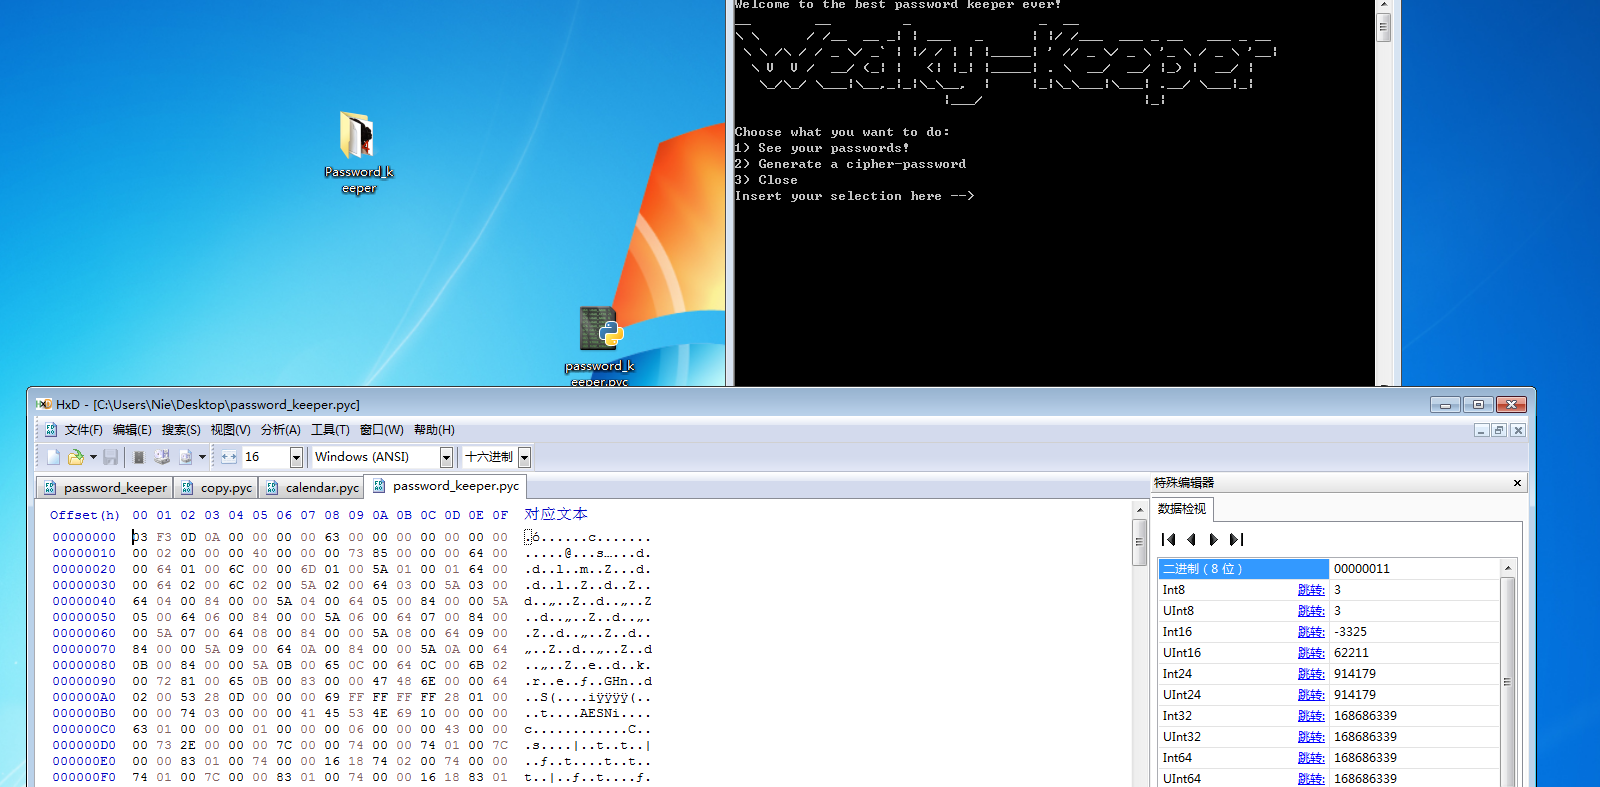 Welcome to the best password keeper ever!
Weaky-keeper
Choose what you want to do:
1) See your passwords!
2) Generate a cipher-password
3) Close
Insert your selection here -->
Password_k
eeper
password_k
eeper.pyc
HxD - [C:\Users\Nie\Desktop\password_keeper.pyc]
文件(F) 编辑(E) 搜索(S) 视图(V) 分析(A) 工具(T) 窗口(W) 帮助(H)
16 Windows (ANSI) 十六进制
password_keeper copy.pyc calendar.pyc password_keeper.pyc
Offset(h) 00 01 02 03 04 05 06 07 08 09 0A 0B 0C 0D 0E 0F 对应文本
00000000 03 F3 0D 0A 00 00 00 00 63 00 00 00 00 00 00 00 .ó......c.......
00000010 00 02 00 00 00 40 00 00 00 73 85 00 00 00 64 00 .....@...s…...d.
00000020 00 64 01 00 6C 00 00 6D 01 00 5A 01 00 01 64 00 .d..l..m..Z...d.
00000030 00 64 02 00 6C 02 00 5A 02 00 64 03 00 5A 03 00 .d..l..Z..d..Z..
00000040 64 04 00 84 00 00 5A 04 00 64 05 00 84 00 00 5A d..„..Z..d..„..Z
00000050 05 00 64 06 00 84 00 00 5A 06 00 64 07 00 84 00 ..d..„..Z..d..„.
00000060 00 5A 07 00 64 08 00 84 00 00 5A 08 00 64 09 00 .Z..d..„..Z..d..
00000070 84 00 00 5A 09 00 64 0A 00 84 00 00 5A 0A 00 64 „..Z..d..„..Z..d
00000080 0B 00 84 00 00 5A 0B 00 65 0C 00 64 0C 00 6B 02 ..„..Z..e..d..k.
00000090 00 72 81 00 65 0B 00 83 00 00 47 48 6E 00 00 64 .r..e..ƒ..GHn..d
000000A0 02 00 53 28 0D 00 00 00 69 FF FF FF FF 28 01 00 ..S(....iÿÿÿÿ(..
000000B0 00 00 74 03 00 00 00 41 45 53 4E 69 10 00 00 00 ..t....AESNi....
000000C0 63 01 00 00 00 01 00 00 00 06 00 00 00 43 00 00 c............C..
000000D0 00 73 2E 00 00 00 7C 00 00 74 00 00 74 01 00 7C .s....|..t..t..|
000000E0 00 00 83 01 00 74 00 00 16 18 74 02 00 74 00 00 ..ƒ..t....t..t..
000000F0 74 01 00 7C 00 00 83 01 00 74 00 00 16 18 83 01 t..|..ƒ..t....ƒ.
特殊编辑器
数据检视
二进制（8 位） 00000011
Int8 跳转: 3
UInt8 跳转: 3
Int16 跳转: -3325
UInt16 跳转: 62211
Int24 跳转: 914179
UInt24 跳转: 914179
Int32 跳转: 168686339
UInt32 跳转: 168686339
Int64 跳转: 168686339
UInt64 跳转: 168686339